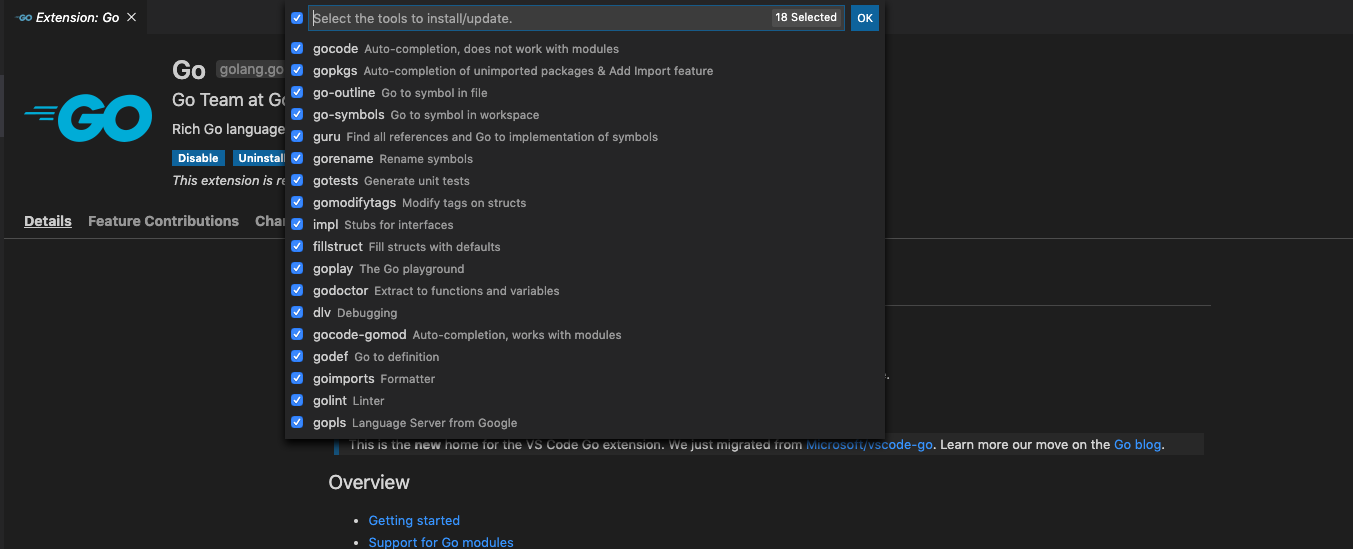 Extension: Go
Select the tools to install/update.
18 Selected
OK
gocode Auto-completion, does not work with modules
gopkgs Auto-completion of unimported packages & Add Import feature
go-outline Go to symbol in file
go-symbols Go to symbol in workspace
guru Find all references and Go to implementation of symbols
gorename Rename symbols
gotests Generate unit tests
gomodifytags Modify tags on structs
impl Stubs for interfaces
fillstruct Fill structs with defaults
goplay The Go playground
godoctor Extract to functions and variables
dlv Debugging
gocode-gomod Auto-completion, works with modules
godef Go to definition
goimports Formatter
golint Linter
gopls Language Server from Google
GO
Go golang.go
Go Team at
Rich Go language
Disable Uninstall
This extension is
Details Feature Contributions
This is the new home for the VS Code Go extension. We just migrated from Microsoft/vscode-go. Learn more our move on the Go blog.
Overview
Getting started
Support for Go modules